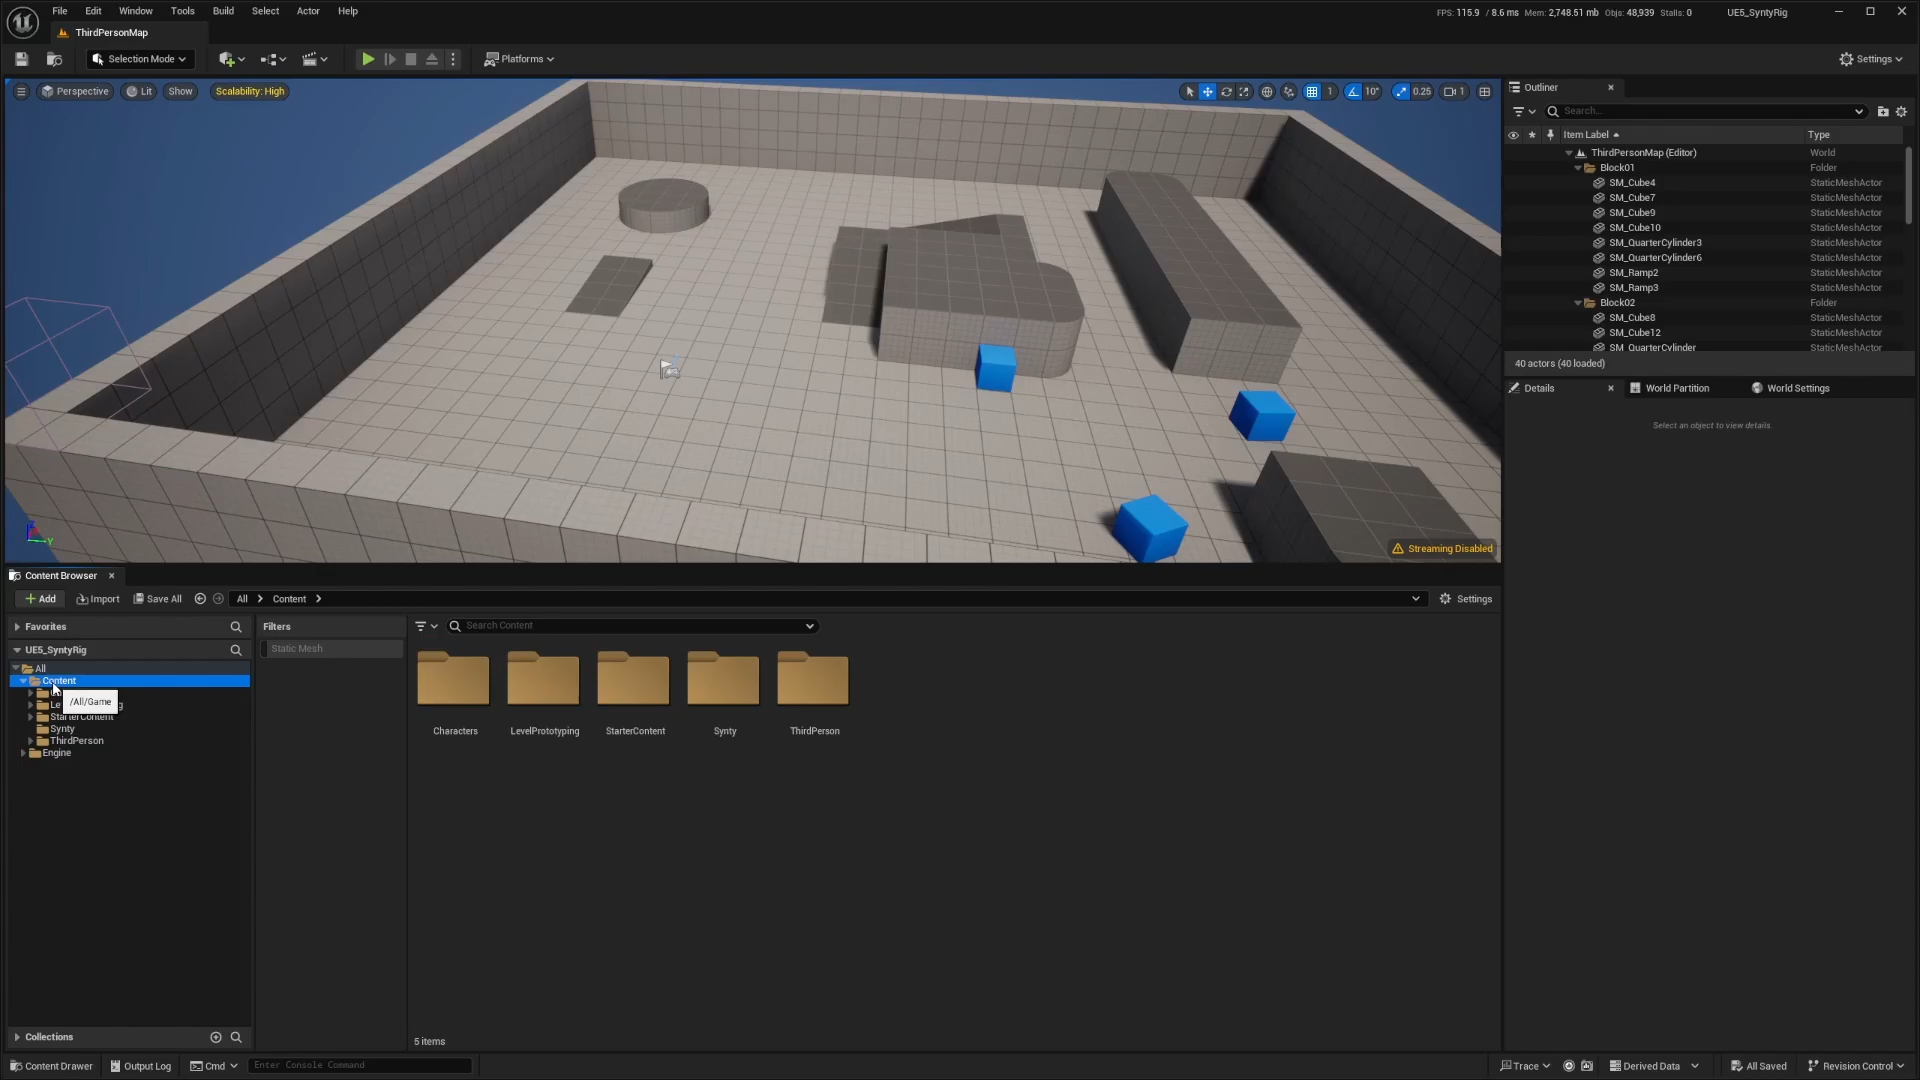 File Edit Window Tools Build Select Actor Help
FPS: 115.9 / 8.6 ms Mem: 2,748.51 mb Objs: 48,939 Stalls: 0 UE5_SyntyRig
ThirdPersonMap
Selection Mode Platforms Settings
Perspective Lit Show Scalability: High 1 10° 0.25 1
Outliner
Search...
Item Label Type
ThirdPersonMap (Editor) World
Block01 Folder
SM_Cube4 StaticMeshActor
SM_Cube7 StaticMeshActor
SM_Cube9 StaticMeshActor
SM_Cube10 StaticMeshActor
SM_QuarterCylinder3 StaticMeshActor
SM_QuarterCylinder6 StaticMeshActor
SM_Ramp2 StaticMeshActor
SM_Ramp3 StaticMeshActor
Block02 Folder
SM_Cube8 StaticMeshActor
SM_Cube12 StaticMeshActor
SM_QuarterCylinder StaticMeshActor
40 actors (40 loaded)
Details World Partition World Settings
Select an object to view details.
Z
Y
Streaming Disabled
Content Browser
Add Import Save All All Content Settings
Favorites
Filters
Search Content
UE5_SyntyRig
Static Mesh
All
Content
/All/Game
StarterContent
Synty
ThirdPerson
Engine
Characters LevelPrototyping StarterContent Synty ThirdPerson
Collections
5 items
Content Drawer Output Log Cmd Enter Console Command Trace Derived Data All Saved Revision Control